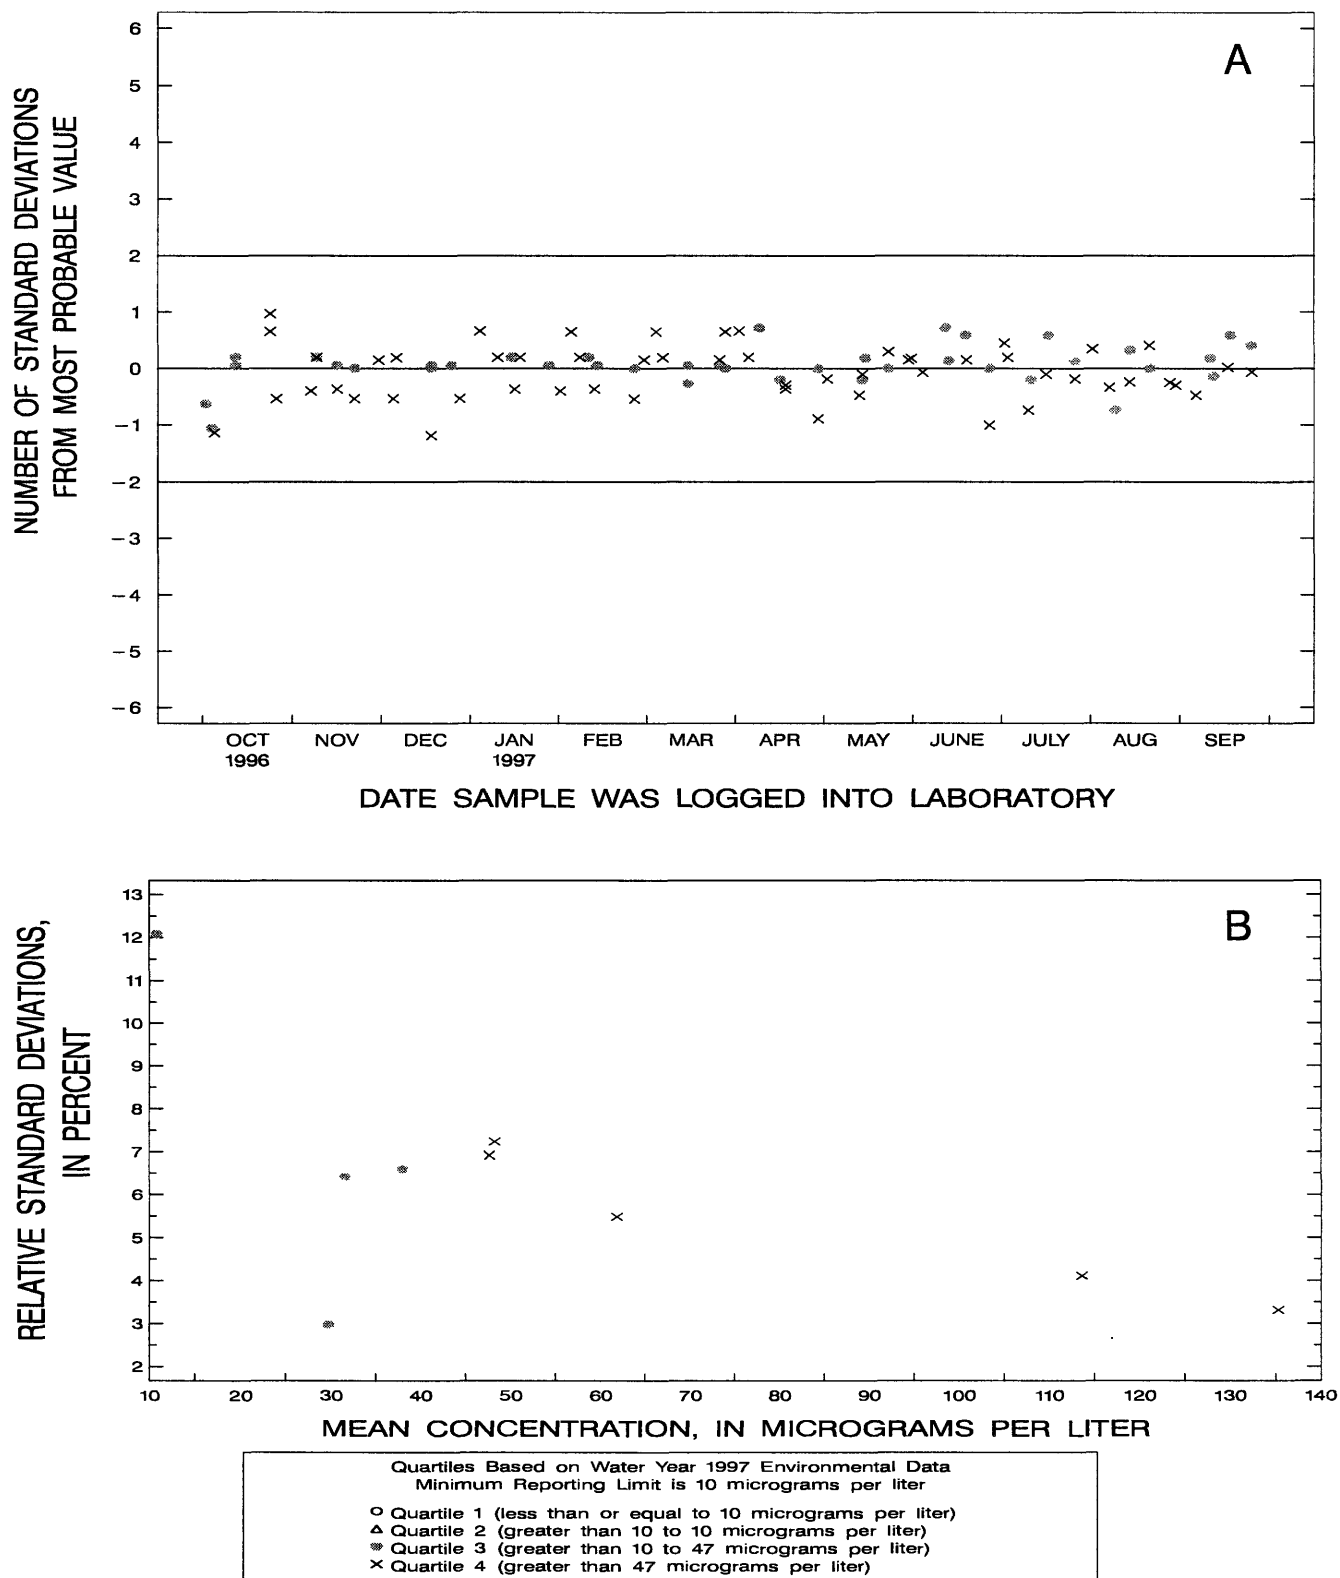 A
NUMBER OF STANDARD DEVIATIONS
FROM MOST PROBABLE VALUE
6
5
4
3
2
1
0
−1
−2
−3
−4
−5
−6
OCT NOV DEC JAN FEB MAR APR MAY JUNE JULY AUG SEP
1996 1997
DATE SAMPLE WAS LOGGED INTO LABORATORY
B
RELATIVE STANDARD DEVIATIONS,
IN PERCENT
13
12
11
10
9
8
7
6
5
4
3
2
10 20 30 40 50 60 70 80 90 100 110 120 130 140
MEAN CONCENTRATION, IN MICROGRAMS PER LITER
Quartiles Based on Water Year 1997 Environmental Data
Minimum Reporting Limit is 10 micrograms per liter
Quartile 1 (less than or equal to 10 micrograms per liter)
Quartile 2 (greater than 10 to 10 micrograms per liter)
Quartile 3 (greater than 10 to 47 micrograms per liter)
Quartile 4 (greater than 47 micrograms per liter)